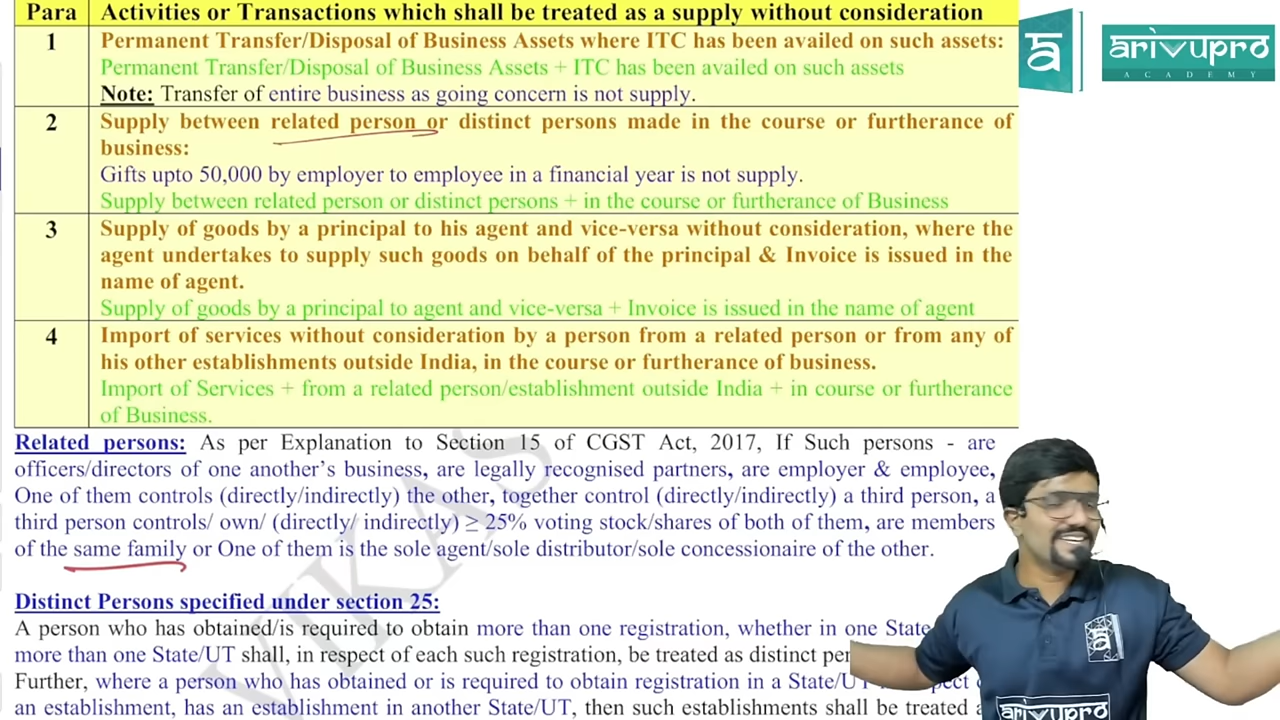 Para Activities or Transactions which shall be treated as a supply without consideration
1 Permanent Transfer/Disposal of Business Assets where ITC has been availed on such assets:
Permanent Transfer/Disposal of Business Assets + ITC has been availed on such assets
Note: Transfer of entire business as going concern is not supply.
2 Supply between related person or distinct persons made in the course or furtherance of
business:
Gifts upto 50,000 by employer to employee in a financial year is not supply.
Supply between related person or distinct persons + in the course or furtherance of Business
3 Supply of goods by a principal to his agent and vice-versa without consideration, where the
agent undertakes to supply such goods on behalf of the principal & Invoice is issued in the
name of agent.
Supply of goods by a principal to agent and vice-versa + Invoice is issued in the name of agent
4 Import of services without consideration by a person from a related person or from any of
his other establishments outside India, in the course or furtherance of business.
Import of Services + from a related person/establishment outside India + in course or furtherance
of Business.
Related persons: As per Explanation to Section 15 of CGST Act, 2017, If Such persons - are
officers/directors of one another's business, are legally recognised partners, are employer & employee,
One of them controls (directly/indirectly) the other, together control (directly/indirectly) a third person, a
third person controls/ own/ (directly/ indirectly) ≥ 25% voting stock/shares of both of them, are members
of the same family or One of them is the sole agent/sole distributor/sole concessionaire of the other.
Distinct Persons specified under section 25:
A person who has obtained/is required to obtain more than one registration, whether in one State
more than one State/UT shall, in respect of each such registration, be treated as distinct per
Further, where a person who has obtained or is required to obtain registration in a State/UT
an establishment, has an establishment in another State/UT, then such establishments shall be treated
VIKAS
arivupro
ACADEMY
arivupro